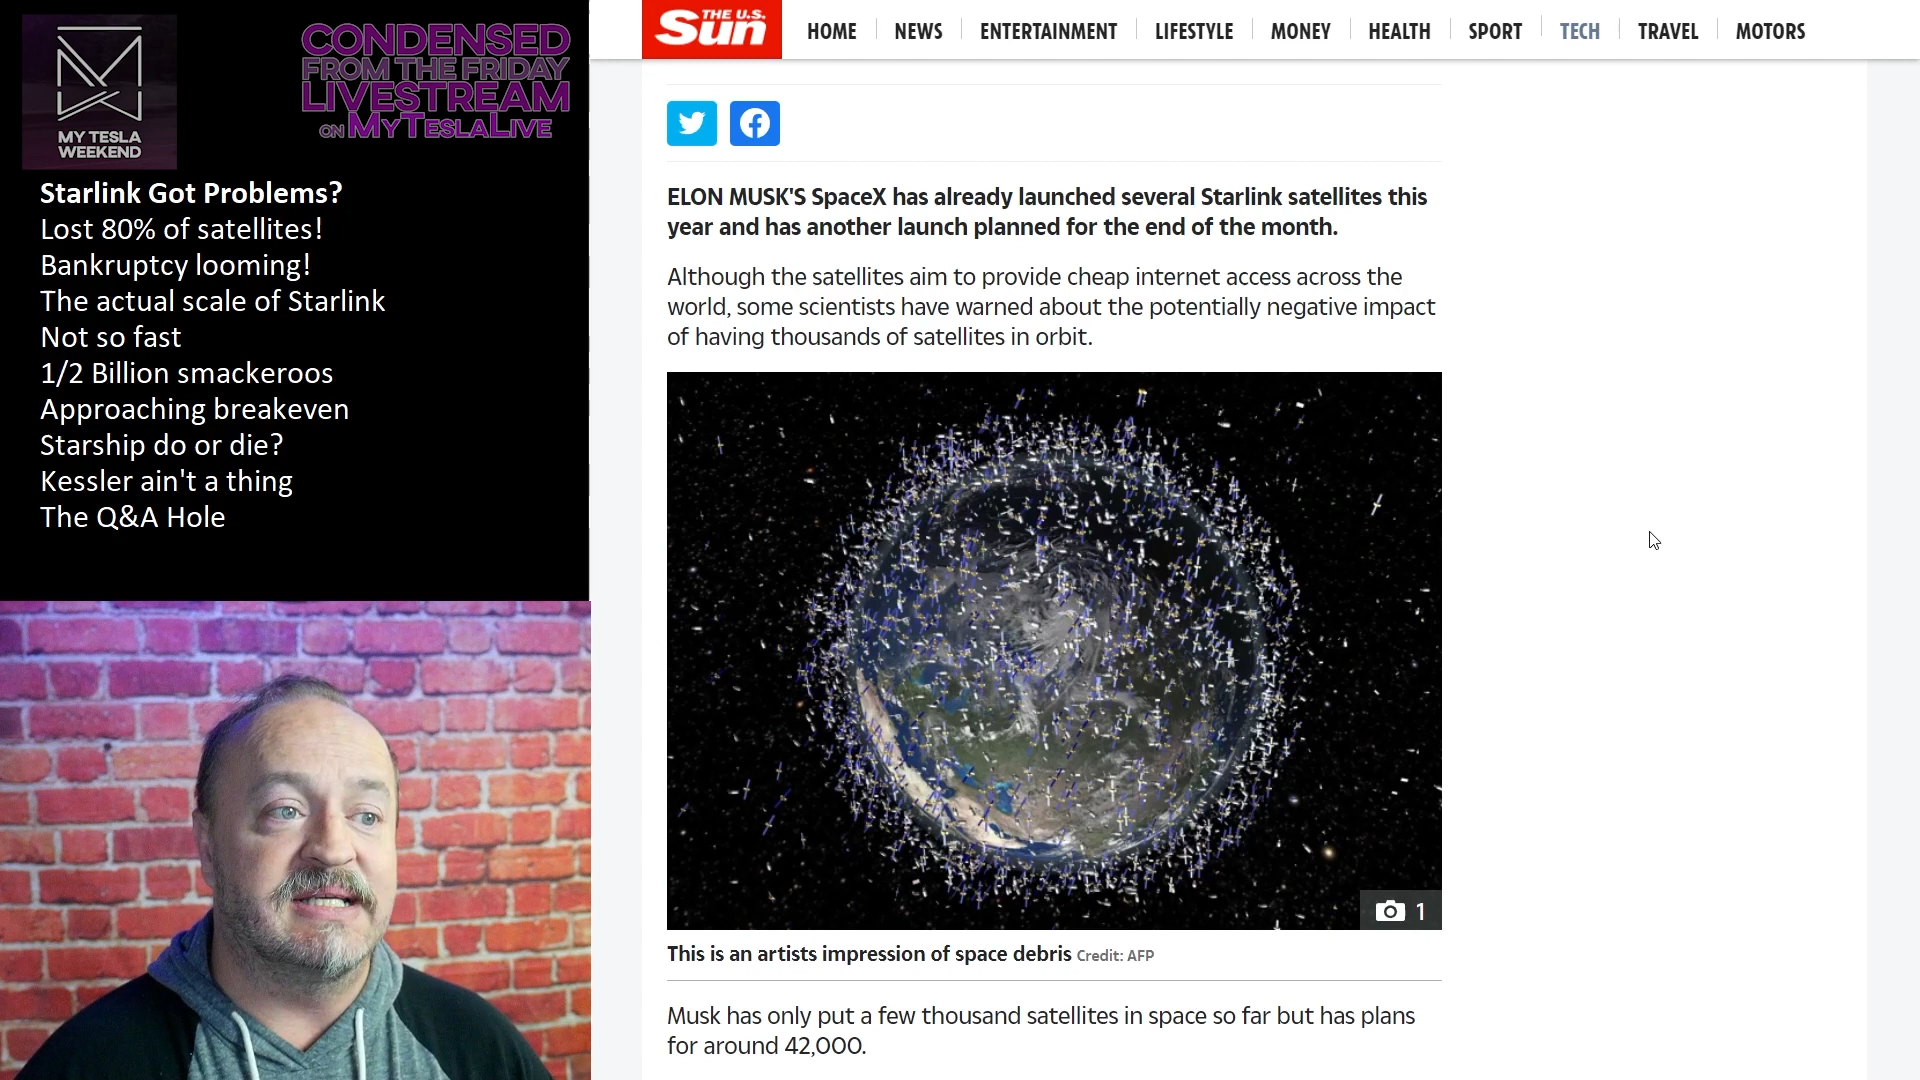 MY TESLA
WEEKEND
CONDENSED
FROM THE FRIDAY
LIVESTREAM
ON MYTESLALIVE
Starlink Got Problems?
Lost 80% of satellites!
Bankruptcy looming!
The actual scale of Starlink
Not so fast
1/2 Billion smackeroos
Approaching breakeven
Starship do or die?
Kessler ain't a thing
The Q&A Hole
THE U.S.
Sun
HOME NEWS ENTERTAINMENT LIFESTYLE MONEY HEALTH SPORT TECH TRAVEL MOTORS
ELON MUSK'S SpaceX has already launched several Starlink satellites this
year and has another launch planned for the end of the month.
Although the satellites aim to provide cheap internet access across the
world, some scientists have warned about the potentially negative impact
of having thousands of satellites in orbit.
1
This is an artists impression of space debris Credit: AFP
Musk has only put a few thousand satellites in space so far but has plans
for around 42,000.